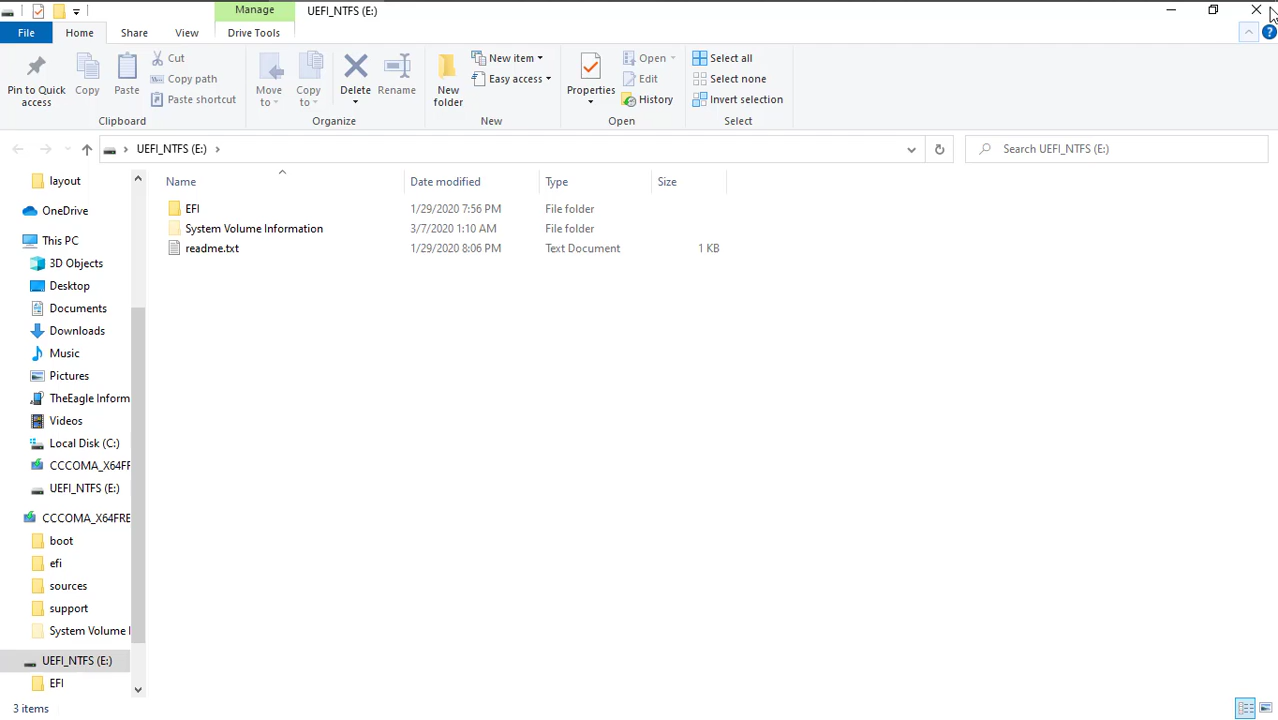 Manage
UEFI_NTFS (E:)
File
Home
Share
View
Drive Tools
Pin to Quick access
Copy
Paste
Cut
Copy path
Paste shortcut
Clipboard
Move to
Copy to
Delete
Rename
Organize
New folder
New item
Easy access
New
Properties
Open
Edit
History
Open
Select all
Select none
Invert selection
Select
UEFI_NTFS (E:)
Search UEFI_NTFS (E:)
Name
Date modified
Type
Size
EFI
1/29/2020 7:56 PM
File folder
System Volume Information
3/7/2020 1:10 AM
File folder
readme.txt
1/29/2020 8:06 PM
Text Document
1 KB
layout
OneDrive
This PC
3D Objects
Desktop
Documents
Downloads
Music
Pictures
TheEagle Inform
Videos
Local Disk (C:)
CCCOMA_X64FR
UEFI_NTFS (E:)
CCCOMA_X64FRE
boot
efi
sources
support
System Volume I
UEFI_NTFS (E:)
EFI
3 items